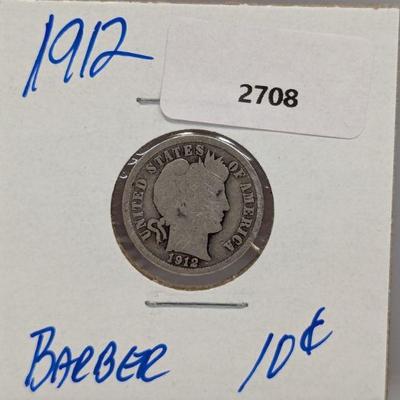 1912
2708
UNITED STATES OF AMERICA
1912
BARBER 10¢